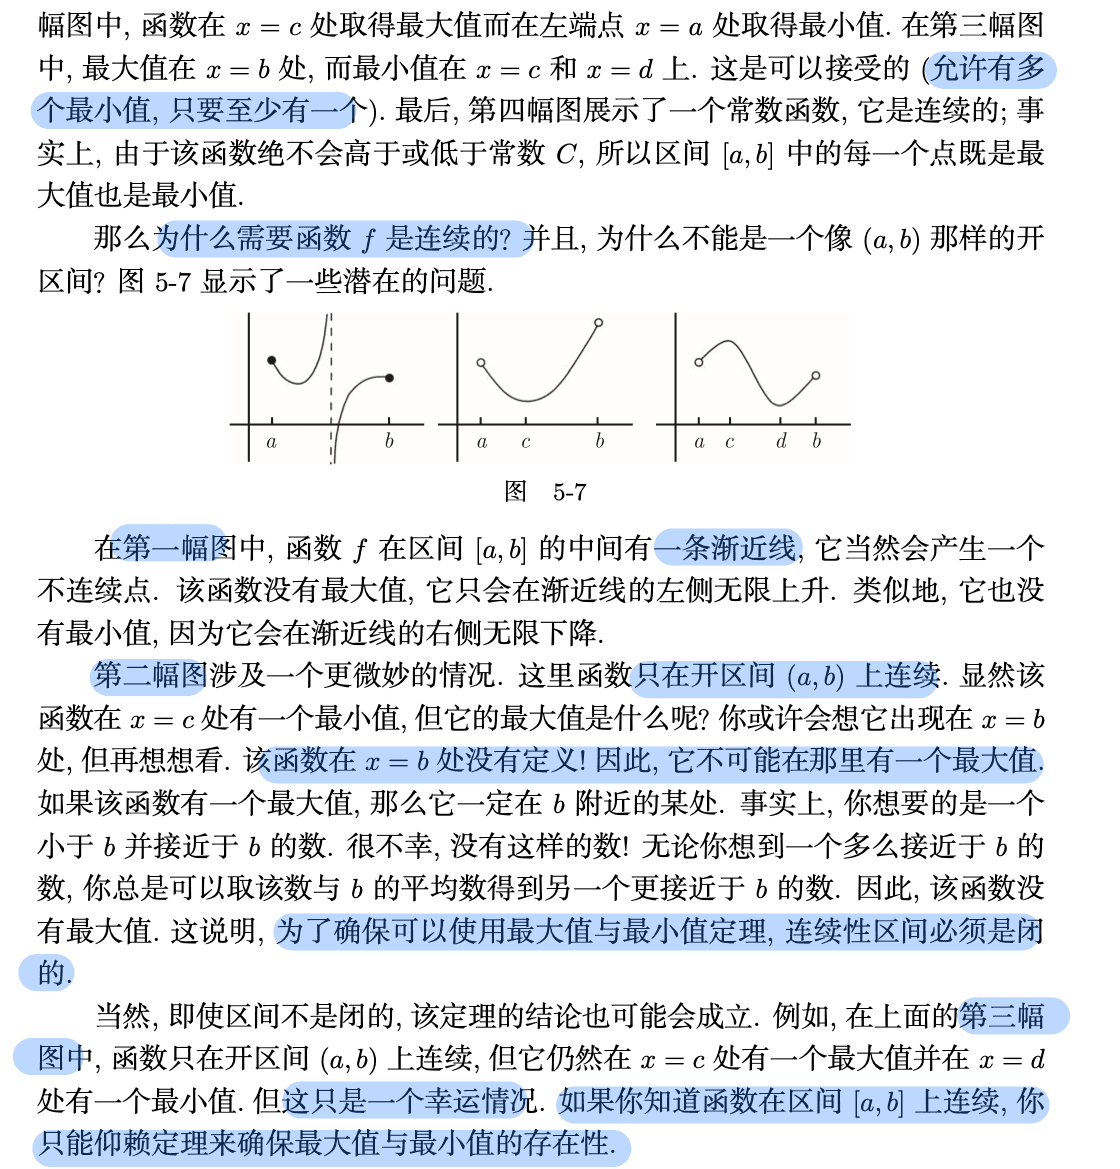 幅图中, 函数在 x = c 处取得最大值而在左端点 x = a 处取得最小值. 在第三幅图
中, 最大值在 x = b 处, 而最小值在 x = c 和 x = d 上. 这是可以接受的 (允许有多
个最小值, 只要至少有一个). 最后, 第四幅图展示了一个常数函数, 它是连续的; 事
实上, 由于该函数绝不会高于或低于常数 C, 所以区间 [a, b] 中的每一个点既是最
大值也是最小值.
那么为什么需要函数 f 是连续的? 并且, 为什么不能是一个像 (a, b) 那样的开
区间? 图 5-7 显示了一些潜在的问题.
a b a c b a c d b
图 5-7
在第一幅图中, 函数 f 在区间 [a, b] 的中间有一条渐近线, 它当然会产生一个
不连续点. 该函数没有最大值, 它只会在渐近线的左侧无限上升. 类似地, 它也没
有最小值, 因为它会在渐近线的右侧无限下降.
第二幅图涉及一个更微妙的情况. 这里函数只在开区间 (a, b) 上连续. 显然该
函数在 x = c 处有一个最小值, 但它的最大值是什么呢? 你或许会想它出现在 x = b
处, 但再想想看. 该函数在 x = b 处没有定义! 因此, 它不可能在那里有一个最大值.
如果该函数有一个最大值, 那么它一定在 b 附近的某处. 事实上, 你想要的是一个
小于 b 并接近于 b 的数. 很不幸, 没有这样的数! 无论你想到一个多么接近于 b 的
数, 你总是可以取该数与 b 的平均数得到另一个更接近于 b 的数. 因此, 该函数没
有最大值. 这说明, 为了确保可以使用最大值与最小值定理, 连续性区间必须是闭
的.
当然, 即使区间不是闭的, 该定理的结论也可能会成立. 例如, 在上面的第三幅
图中, 函数只在开区间 (a, b) 上连续, 但它仍然在 x = c 处有一个最大值并在 x = d
处有一个最小值. 但这只是一个幸运情况. 如果你知道函数在区间 [a, b] 上连续, 你
只能仰赖定理来确保最大值与最小值的存在性.